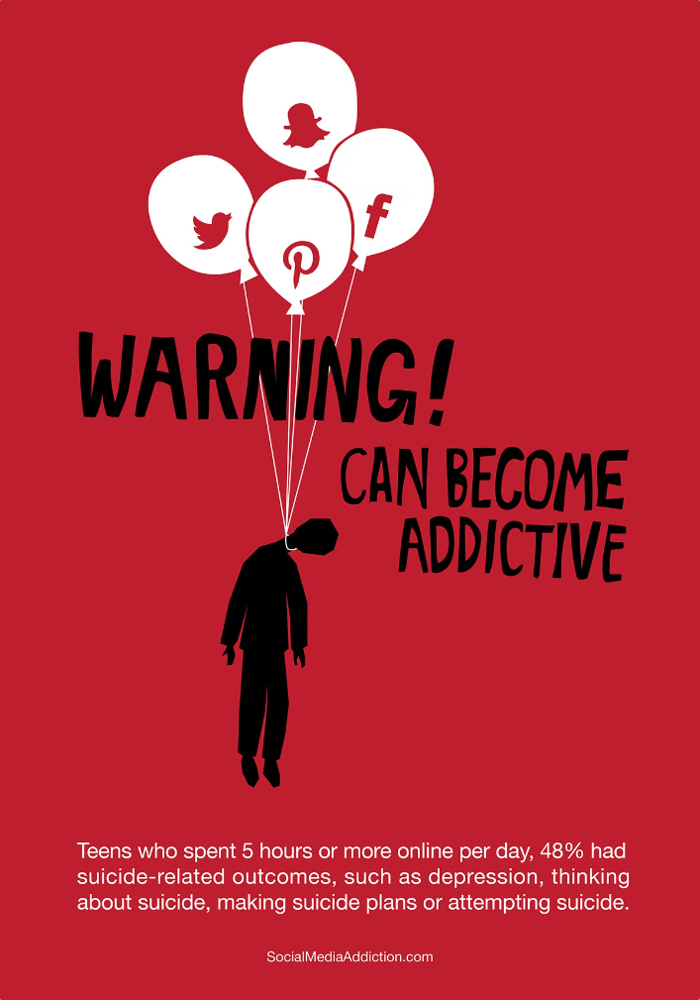 WARNING!
CAN BECOME
ADDICTIVE
Teens who spent 5 hours or more online per day, 48% had
suicide-related outcomes, such as depression, thinking
about suicide, making suicide plans or attempting suicide.
SocialMediaAddiction.com